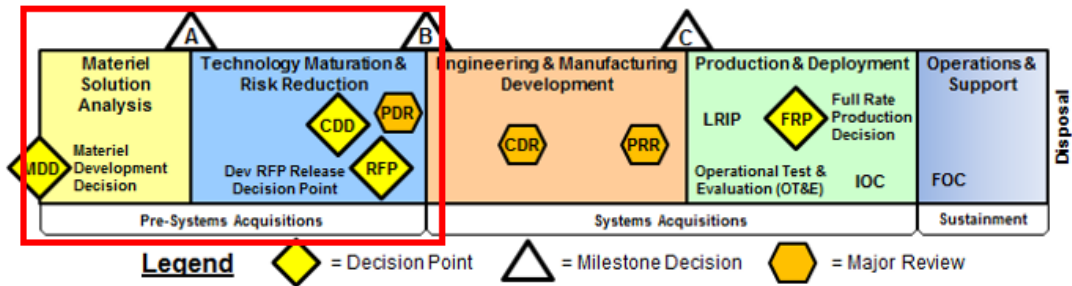 A
B
C
Materiel
Solution
Analysis
MDD
Materiel
Development
Decision
Technology Maturation &
Risk Reduction
CDD
PDR
Dev RFP Release
Decision Point
RFP
Engineering & Manufacturing
Development
CDR
PRR
Production & Deployment
LRIP
FRP
Full Rate
Production
Decision
Operational Test &
Evaluation (OT&E)
IOC
Operations &
Support
FOC
Disposal
Pre-Systems Acquisitions
Systems Acquisitions
Sustainment
Legend
= Decision Point
= Milestone Decision
= Major Review